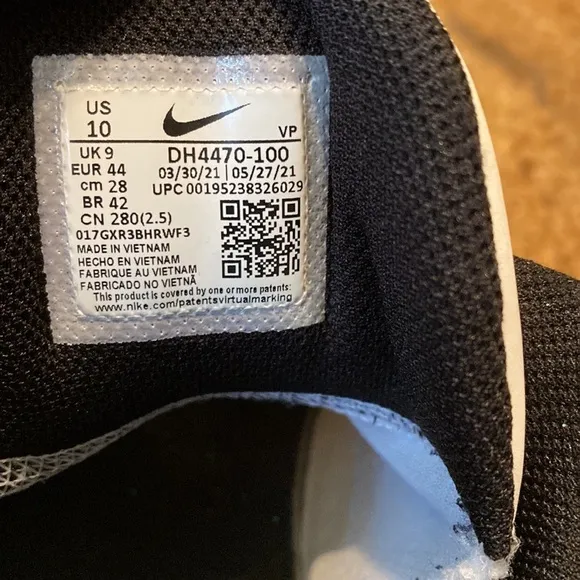 US
10
VP
UK 9
EUR 44
cm 28
BR 42
CN 280(2.5)
DH4470-100
03/30/21 | 05/27/21
UPC 00195238326029
017GXR3BHRWF3
MADE IN VIETNAM
HECHO EN VIETNAM
FABRIQUE AU VIETNAM
FABRICADO NO VIETNÃ
This product is covered by one or more patents:
www.nike.com/patentsvirtualmarking